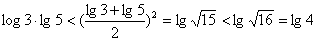 log 3·lg 5 < ((lg 3+lg 5)/2)² = lg √15 < lg √16 = lg 4